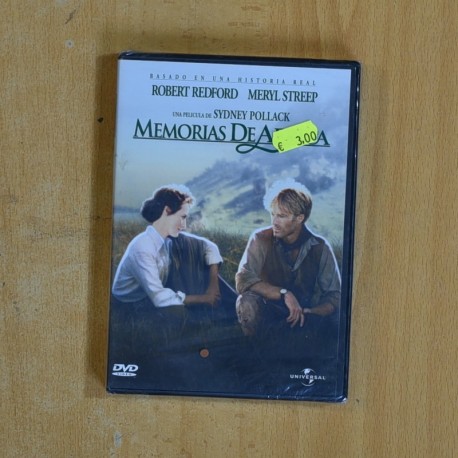 BASADO EN UNA HISTORIA REAL
ROBERT REDFORD MERYL STREEP
UNA PELICULA DE SYDNEY POLLACK
MEMORIAS DE A
€ 3,00
DVD
VIDEO
UNIVERSAL